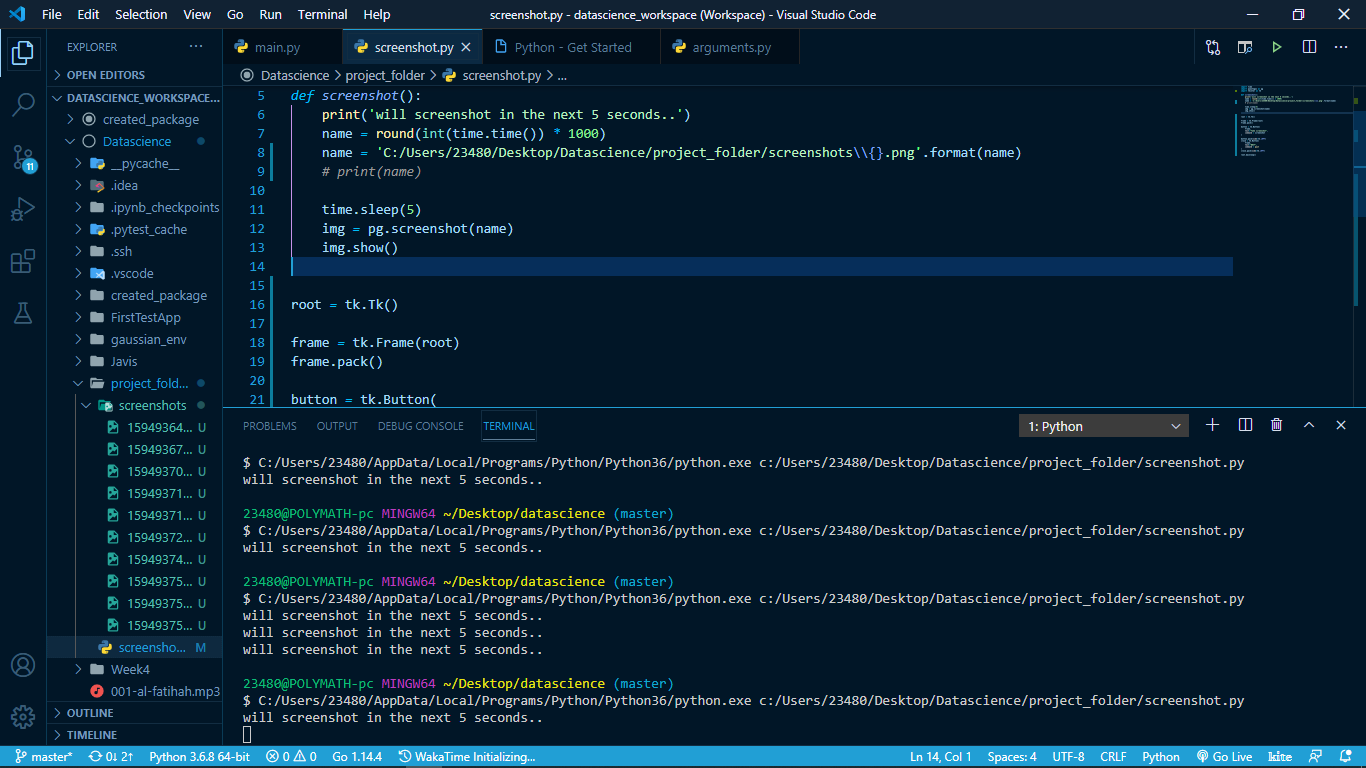 File Edit Selection View Go Run Terminal Help screenshot.py - datascience_workspace (Workspace) - Visual Studio Code
EXPLORER ...
main.py screenshot.py Python - Get Started arguments.py
OPEN EDITORS
Datascience > project_folder > screenshot.py > ...
DATASCIENCE_WORKSPACE...
created_package
Datascience
__pycache__
.idea
.ipynb_checkpoints
.pytest_cache
.ssh
.vscode
created_package
FirstTestApp
gaussian_env
Javis
project_fold...
screenshots
15949364... U
15949367... U
15949370... U
15949371... U
15949371... U
15949372... U
15949374... U
15949375... U
15949375... U
15949375... U
screensho... M
Week4
001-al-fatihah.mp3
OUTLINE
TIMELINE
11
5 def screenshot():
6 print('will screenshot in the next 5 seconds..')
7 name = round(int(time.time()) * 1000)
8 name = 'C:/Users/23480/Desktop/Datascience/project_folder/screenshots\\{}.png'.format(name)
9 # print(name)
10
11 time.sleep(5)
12 img = pg.screenshot(name)
13 img.show()
14
15
16 root = tk.Tk()
17
18 frame = tk.Frame(root)
19 frame.pack()
20
21 button = tk.Button(
PROBLEMS OUTPUT DEBUG CONSOLE TERMINAL 1: Python
$ C:/Users/23480/AppData/Local/Programs/Python/Python36/python.exe c:/Users/23480/Desktop/Datascience/project_folder/screenshot.py
will screenshot in the next 5 seconds..
23480@POLYMATH-pc MINGW64 ~/Desktop/datascience (master)
$ C:/Users/23480/AppData/Local/Programs/Python/Python36/python.exe c:/Users/23480/Desktop/Datascience/project_folder/screenshot.py
will screenshot in the next 5 seconds..
23480@POLYMATH-pc MINGW64 ~/Desktop/datascience (master)
$ C:/Users/23480/AppData/Local/Programs/Python/Python36/python.exe c:/Users/23480/Desktop/Datascience/project_folder/screenshot.py
will screenshot in the next 5 seconds..
will screenshot in the next 5 seconds..
will screenshot in the next 5 seconds..
23480@POLYMATH-pc MINGW64 ~/Desktop/datascience (master)
$ C:/Users/23480/AppData/Local/Programs/Python/Python36/python.exe c:/Users/23480/Desktop/Datascience/project_folder/screenshot.py
will screenshot in the next 5 seconds..
master* 0↓ 2↑ Python 3.6.8 64-bit 0 0 Go 1.14.4 WakaTime Initializing... Ln 14, Col 1 Spaces: 4 UTF-8 CRLF Python Go Live kite